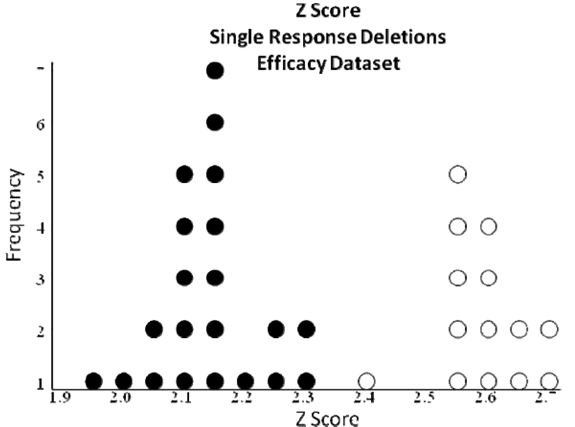 Z Score
Single Response Deletions
Efficacy Dataset
6
5
4
3
2
1
Frequency
1.9 2.0 2.1 2.2 2.3 2.4 2.5 2.6
Z Score